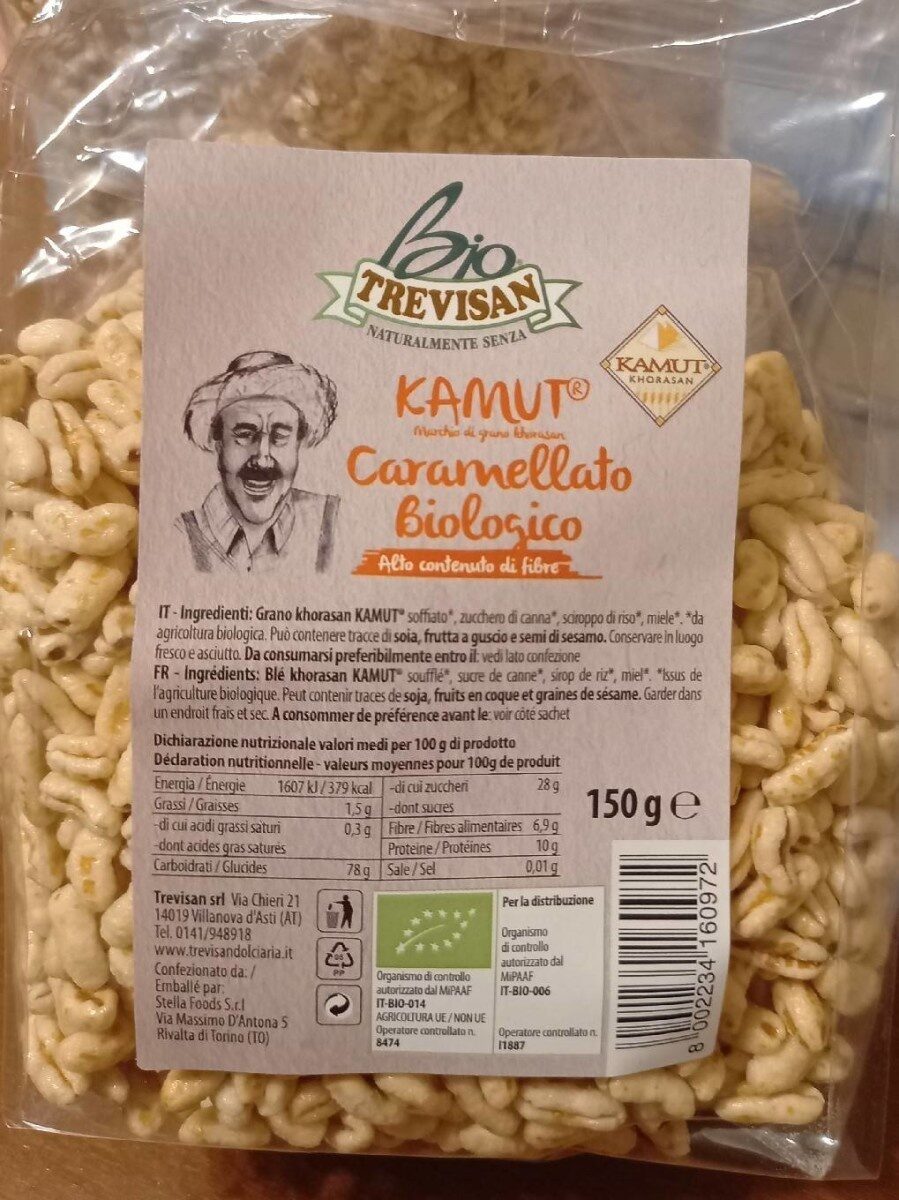 Bio
TREVISAN
NATURALMENTE SENZA
KAMUT®
KHORASAN
KAMUT®
Marchio di grano khorasan
Caramellato
Biologico
Alto contenuto di fibre
IT - Ingredienti: Grano khorasan KAMUT® soffiato*, zucchero di canna*, sciroppo di riso*, miele*. *da
agricoltura biologica. Può contenere tracce di soia, frutta a guscio e semi di sesamo. Conservare in luogo
fresco e asciutto. Da consumarsi preferibilmente entro il: vedi lato confezione
FR - Ingrédients: Blé khorasan KAMUT® soufflé*, sucre de canne*, sirop de riz*, miel*. *Issus de
l'agriculture biologique. Peut contenir traces de soja, fruits en coque et graines de sésame. Garder dans
un endroit frais et sec. A consommer de préférence avant le: voir côté sachet
Dichiarazione nutrizionale valori medi per 100 g di prodotto
Déclaration nutritionnelle - valeurs moyennes pour 100g de produit
Energia / Énergie 1607 kJ / 379 kcal
Grassi / Graisses 1,5 g
-di cui acidi grassi saturi 0,3 g
-dont acides gras saturés
Carboidrati / Glucides 78 g
-di cui zuccheri 28 g
-dont sucres
Fibre / Fibres alimentaires 6,9 g
Proteine / Protéines 10 g
Sale / Sel 0,01 g
150 g e
Trevisan srl Via Chieri 21
14019 Villanova d'Asti (AT)
Tel. 0141/948918
www.trevisandolciaria.it
Confezionato da: /
Emballé par:
Stella Foods S.r.l
Via Massimo D'Antona 5
Rivalta di Torino (TO)
05
PP
Organismo di controllo
autorizzato dal MiPAAF
IT-BIO-014
AGRICOLTURA UE / NON UE
Operatore controllato n.
8474
Per la distribuzione
Organismo
di controllo
autorizzato dal
MiPAAF
IT-BIO-006
Operatore controllato n.
I1887
8 002234 160972